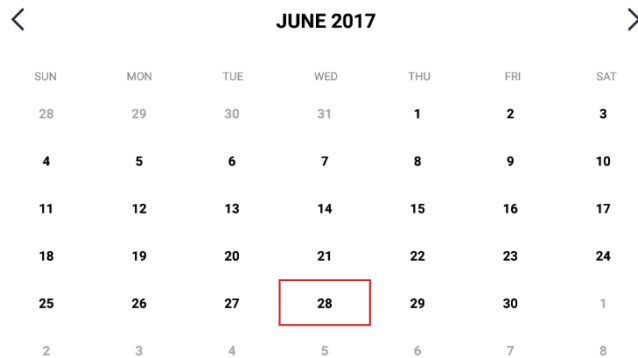 JUNE 2017
SUN MON TUE WED THU FRI SAT
28 29 30 31 1 2 3
4 5 6 7 8 9 10
11 12 13 14 15 16 17
18 19 20 21 22 23 24
25 26 27 28 29 30 1
2 3 4 5 6 7 8